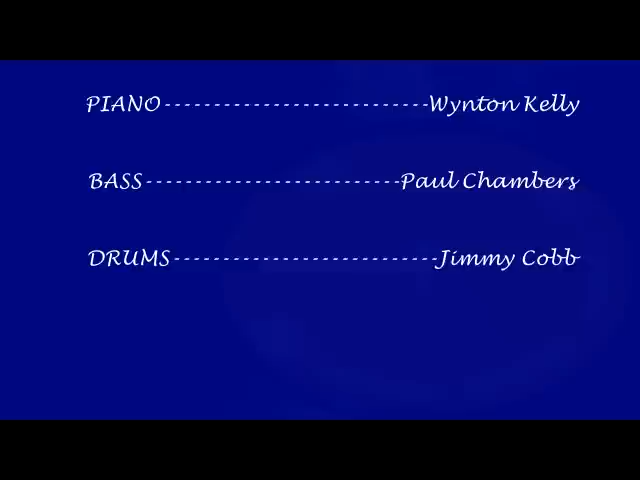 PIANO---------------------------Wynton Kelly
BASS--------------------------Paul Chambers
DRUMS---------------------------Jimmy Cobb